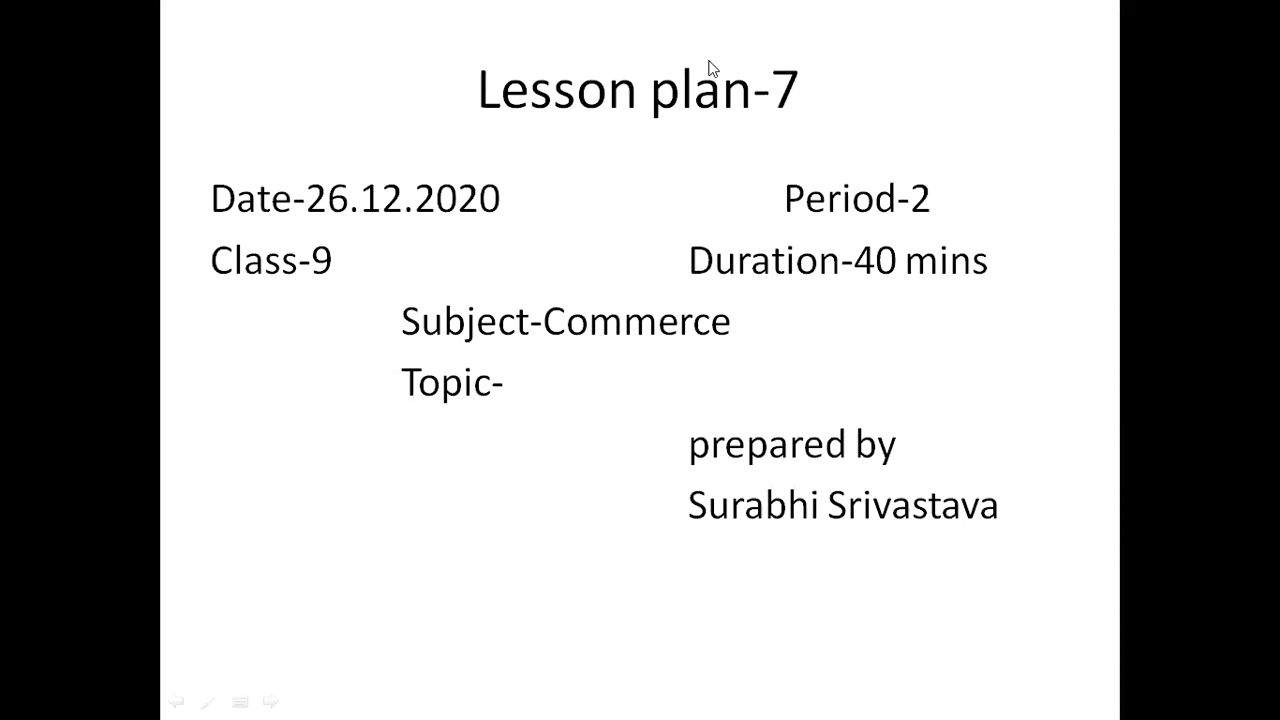 Lesson plan-7
Date-26.12.2020 Period-2
Class-9 Duration-40 mins
Subject-Commerce
Topic-
prepared by
Surabhi Srivastava